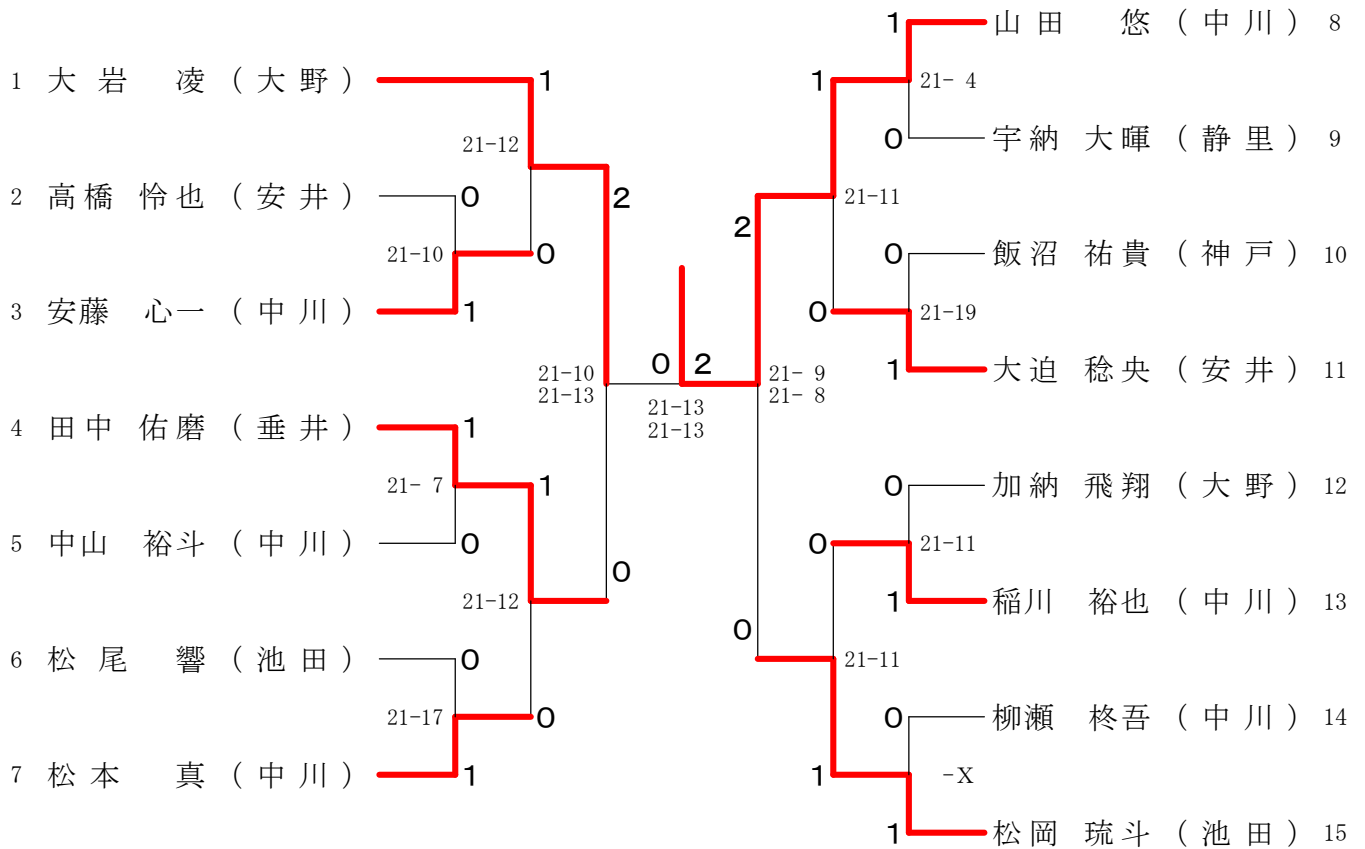 1 大岩 凌 (大野)
1
21-12
2 高橋 怜也 (安井)
0
2
21-10
0
3 安藤 心一 (中川)
1
21-10
21-13
0
4 田中 佑磨 (垂井)
1
21- 7
1
5 中山 裕斗 (中川)
0
0
21-12
6 松尾 響 (池田)
0
21-17
0
7 松本 真 (中川)
1
0 2
21-13
21-13
1
山田 悠 (中川) 8
1
21- 4
0
宇納 大暉 (静里) 9
21-11
2
0
飯沼 祐貴 (神戸) 10
0
21-19
1
大迫 稔央 (安井) 11
21- 9
21- 8
0
加納 飛翔 (大野) 12
0
21-11
1
稲川 裕也 (中川) 13
0
21-11
0
柳瀬 柊吾 (中川) 14
1
-X
1
松岡 琉斗 (池田) 15